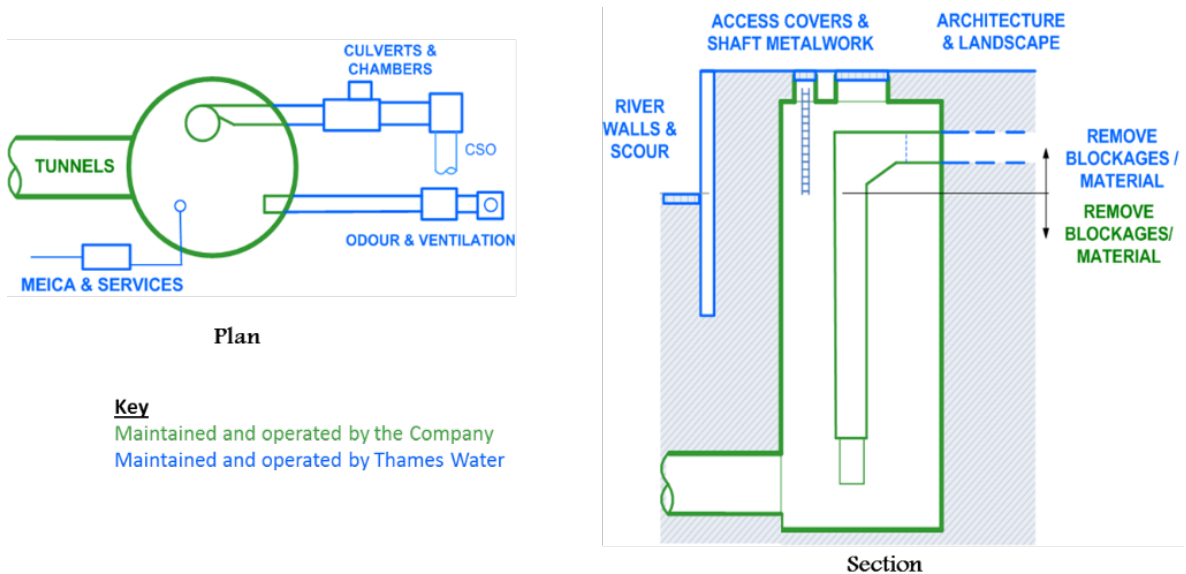 CULVERTS &
CHAMBERS
TUNNELS
CSO
ODOUR & VENTILATION
MEICA & SERVICES
Plan
Key
Maintained and operated by the Company
Maintained and operated by Thames Water
ACCESS COVERS &
SHAFT METALWORK
ARCHITECTURE
& LANDSCAPE
RIVER
WALLS &
SCOUR
REMOVE
BLOCKAGES /
MATERIAL
REMOVE
BLOCKAGES/
MATERIAL
Section